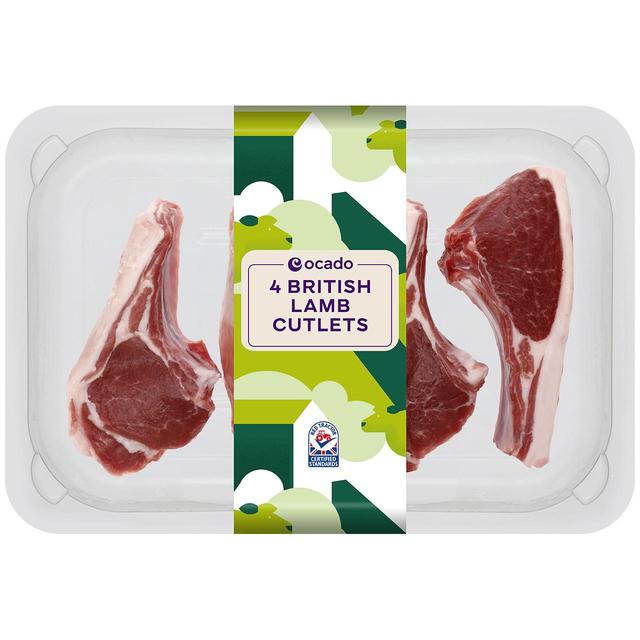 ocado
4 BRITISH
LAMB
CUTLETS
RED TRACTOR
CERTIFIED
STANDARDS